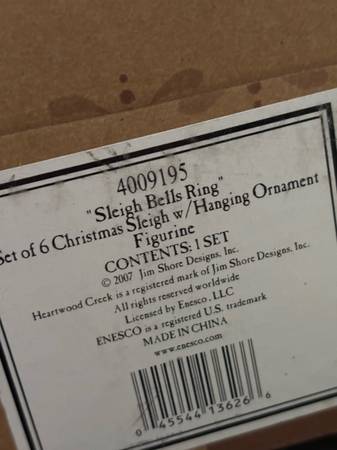 4009195
"Sleigh Bells Ring"
Set of 6 Christmas Sleigh w/Hanging Ornament
Figurine
CONTENTS: 1 SET
© 2007 Jim Shore Designs, Inc.
Heartwood Creek is a registered mark of Jim Shore Designs, Inc.
All rights reserved worldwide
Licensed by Enesco, LLC
ENESCO is a registered U.S. trademark
MADE IN CHINA
www.enesco.com
0 45544 13626 6